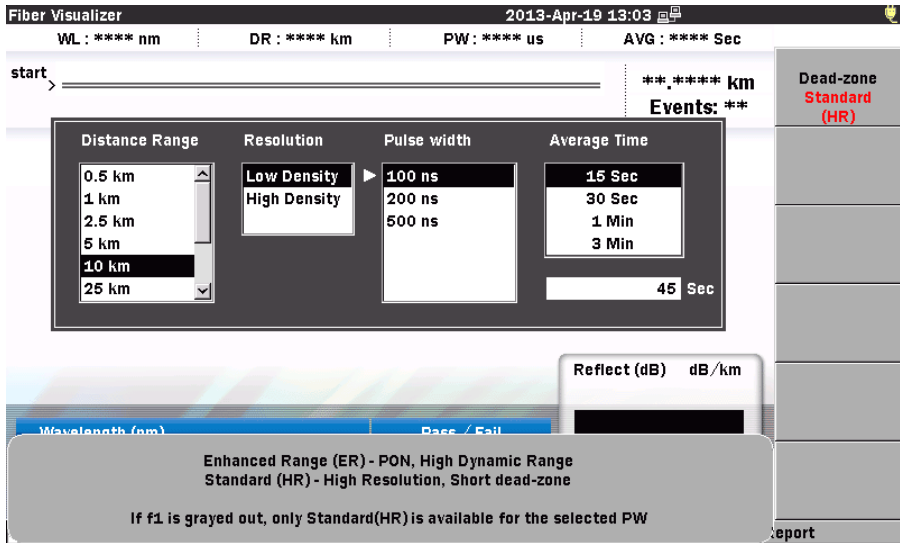 Fiber Visualizer 2013-Apr-19 13:03
WL : **** nm DR : **** km PW : **** us AVG : **** Sec
start
**.**** km
Events: **
Dead-zone
Standard
(HR)
Distance Range Resolution Pulse width Average Time
0.5 km Low Density 100 ns 15 Sec
1 km High Density 200 ns 30 Sec
2.5 km 500 ns 1 Min
5 km 3 Min
10 km
25 km 45 Sec
Reflect (dB) dB/km
Wavelength (nm) Pass / Fail
Enhanced Range (ER) - PON, High Dynamic Range
Standard (HR) - High Resolution, Short dead-zone
If f1 is grayed out, only Standard(HR) is available for the selected PW